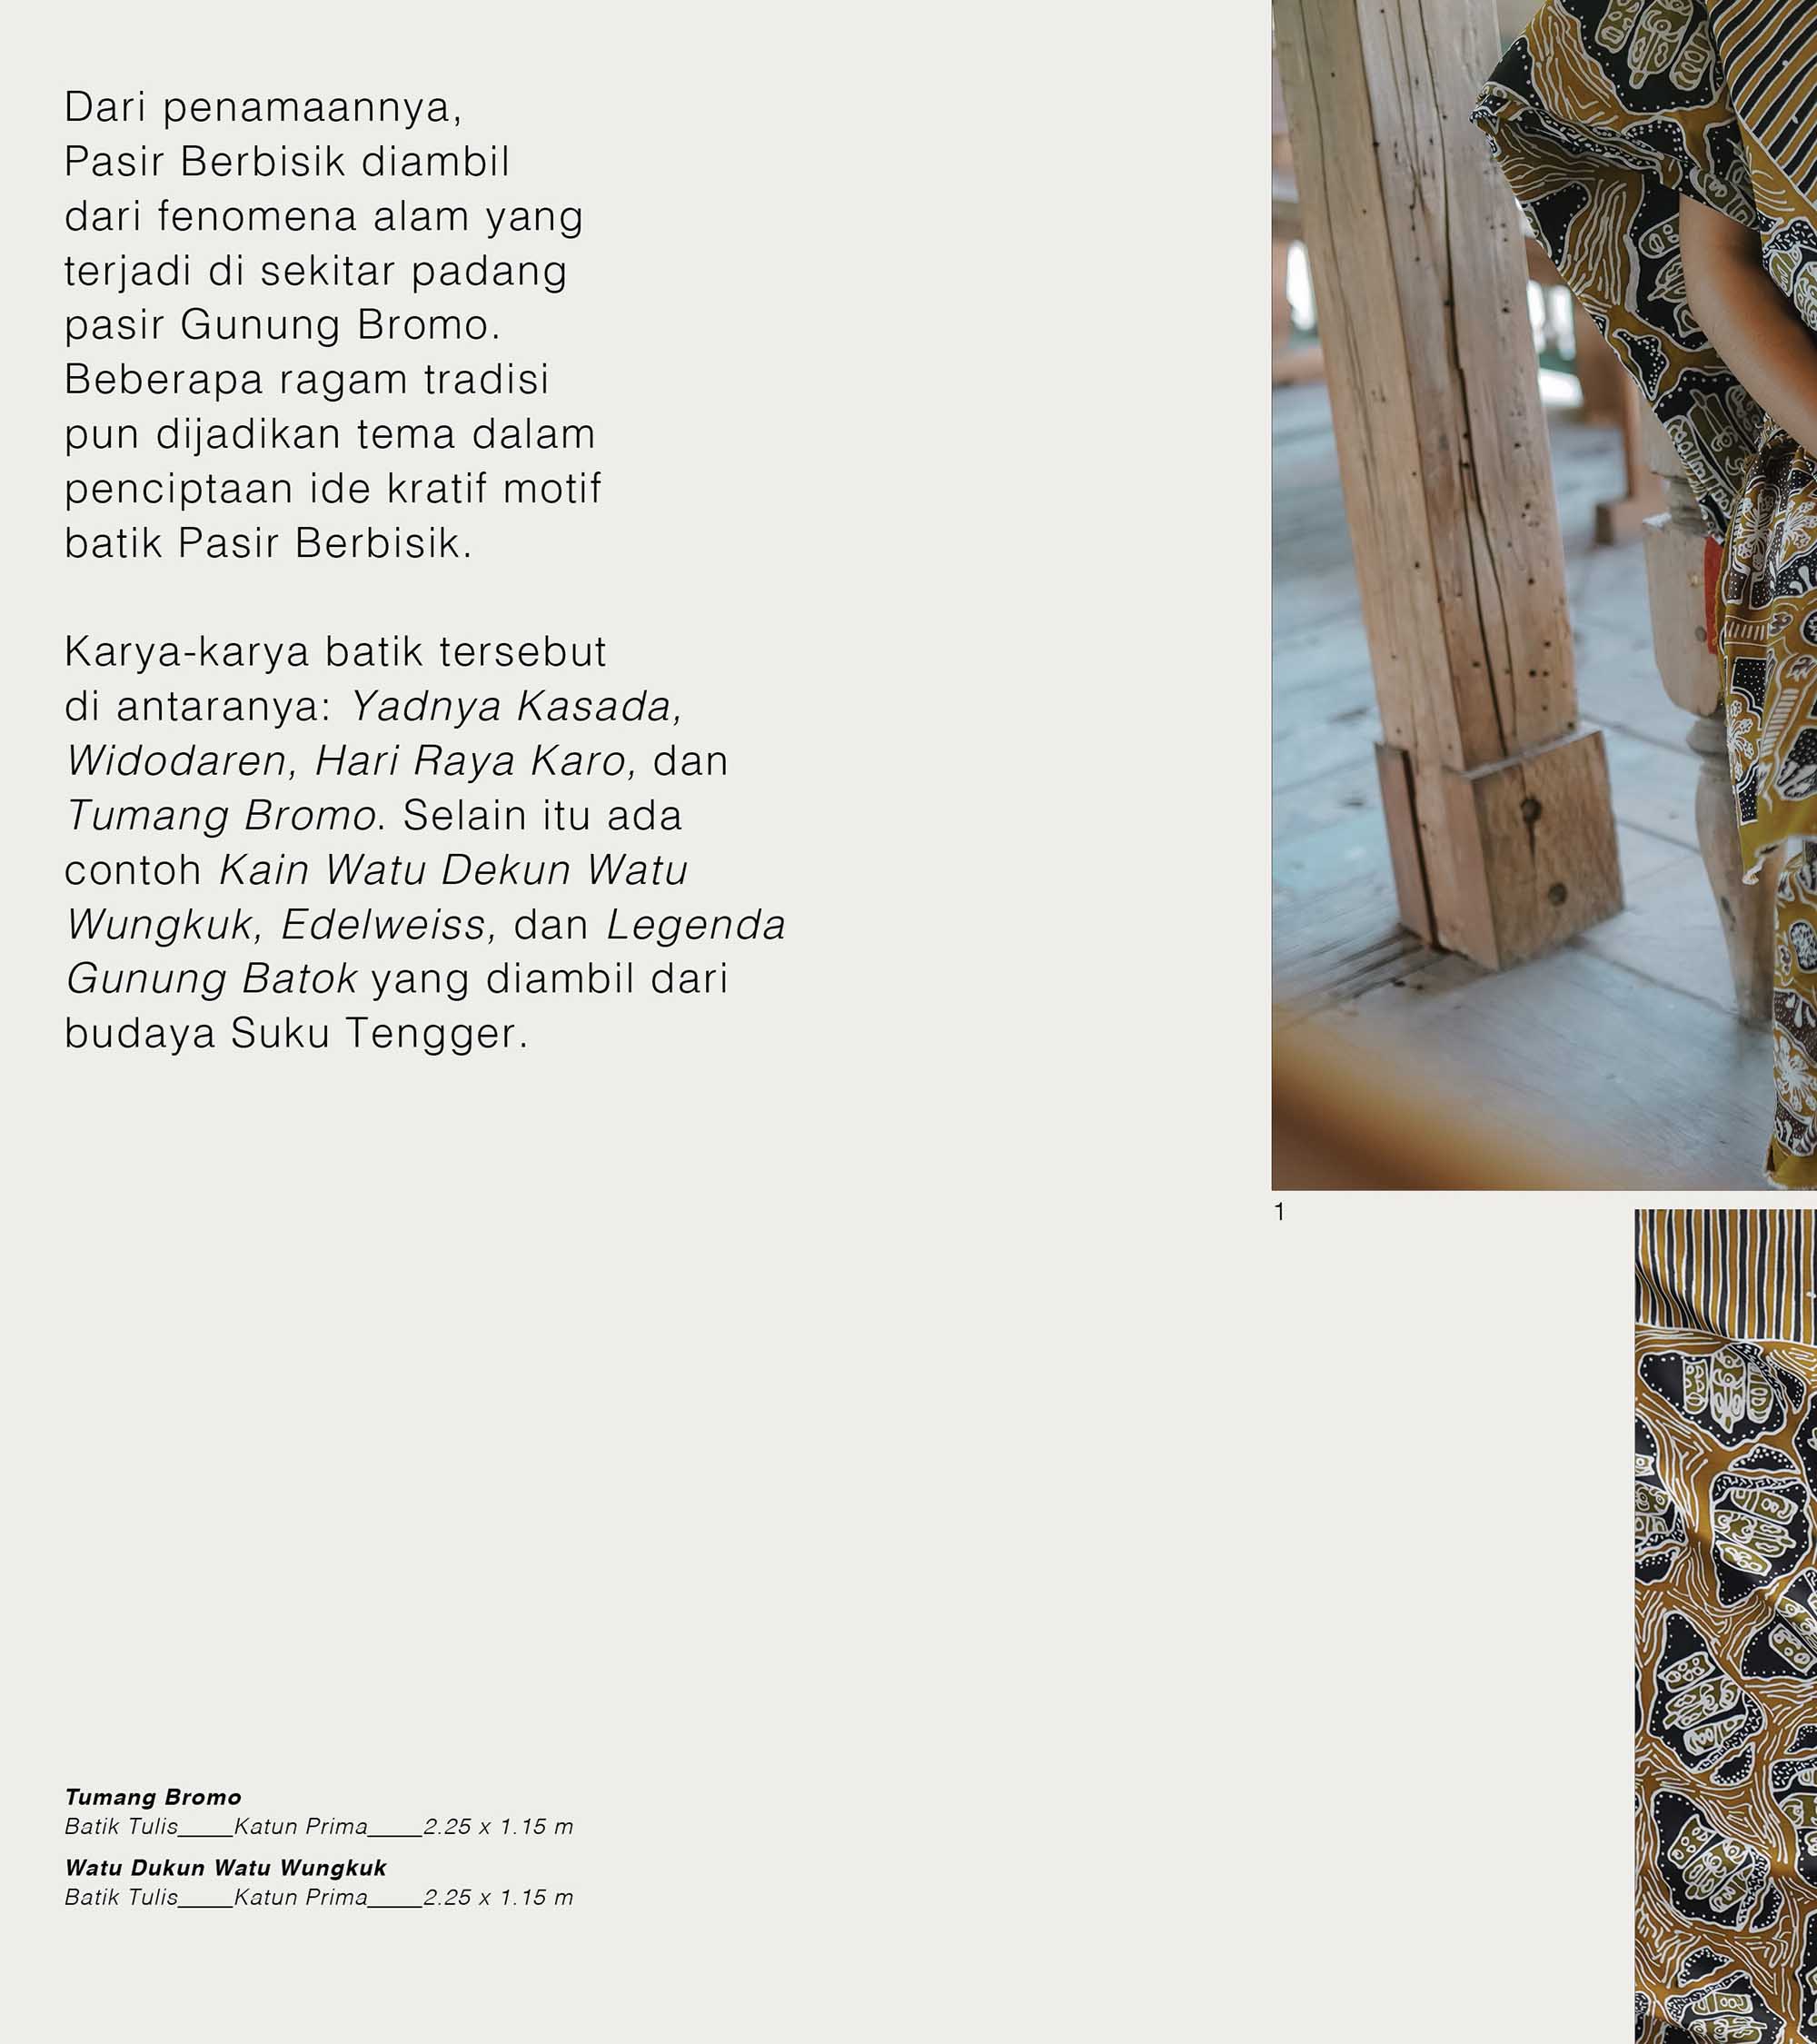 Dari penamaannya,
Pasir Berbisik diambil
dari fenomena alam yang
terjadi di sekitar padang
pasir Gunung Bromo.
Beberapa ragam tradisi
pun dijadikan tema dalam
penciptaan ide kratif motif
batik Pasir Berbisik.
Karya-karya batik tersebut
di antaranya: Yadnya Kasada,
Widodaren, Hari Raya Karo, dan
Tumang Bromo. Selain itu ada
contoh Kain Watu Dekun Watu
Wungkuk, Edelweiss, dan Legenda
Gunung Batok yang diambil dari
budaya Suku Tengger.
1
Tumang Bromo
Batik Tulis____Katun Prima____2.25 x 1.15 m
Watu Dukun Watu Wungkuk
Batik Tulis____Katun Prima____2.25 x 1.15 m